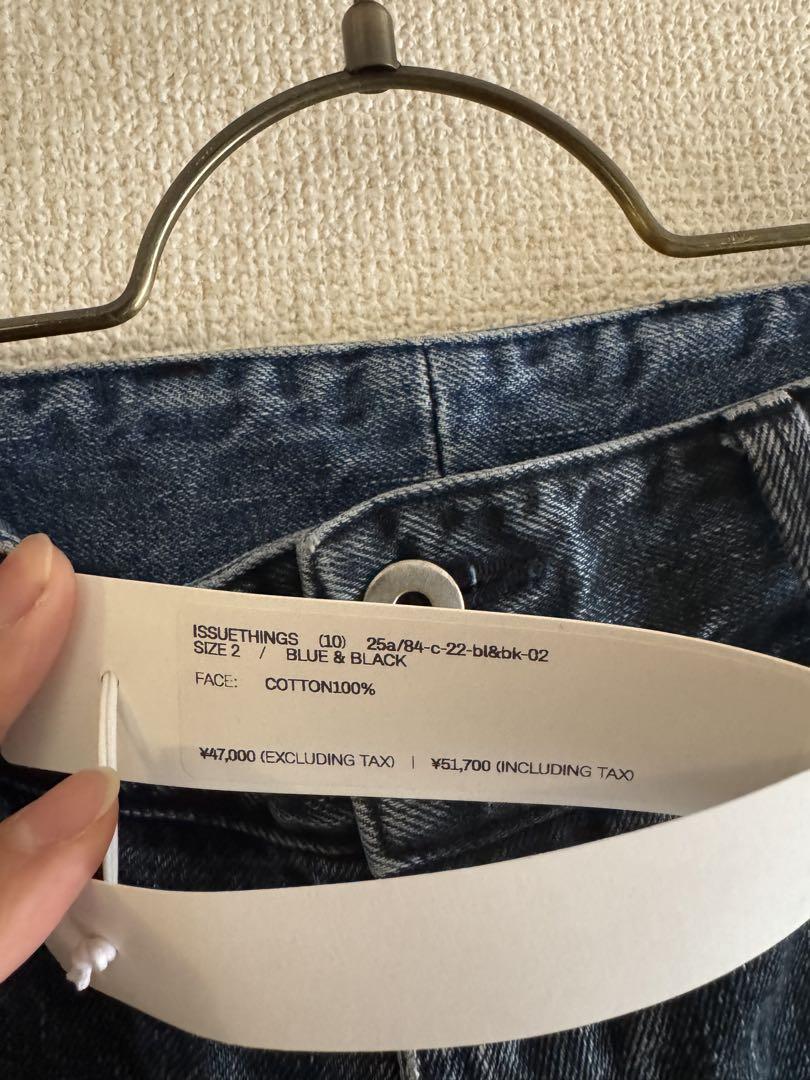 ISSUETHINGS (10) 25a/84-c-22-bl&bk-02
SIZE 2 / BLUE & BLACK
FACE: COTTON100%
¥47,000 (EXCLUDING TAX) | ¥51,700 (INCLUDING TAX)